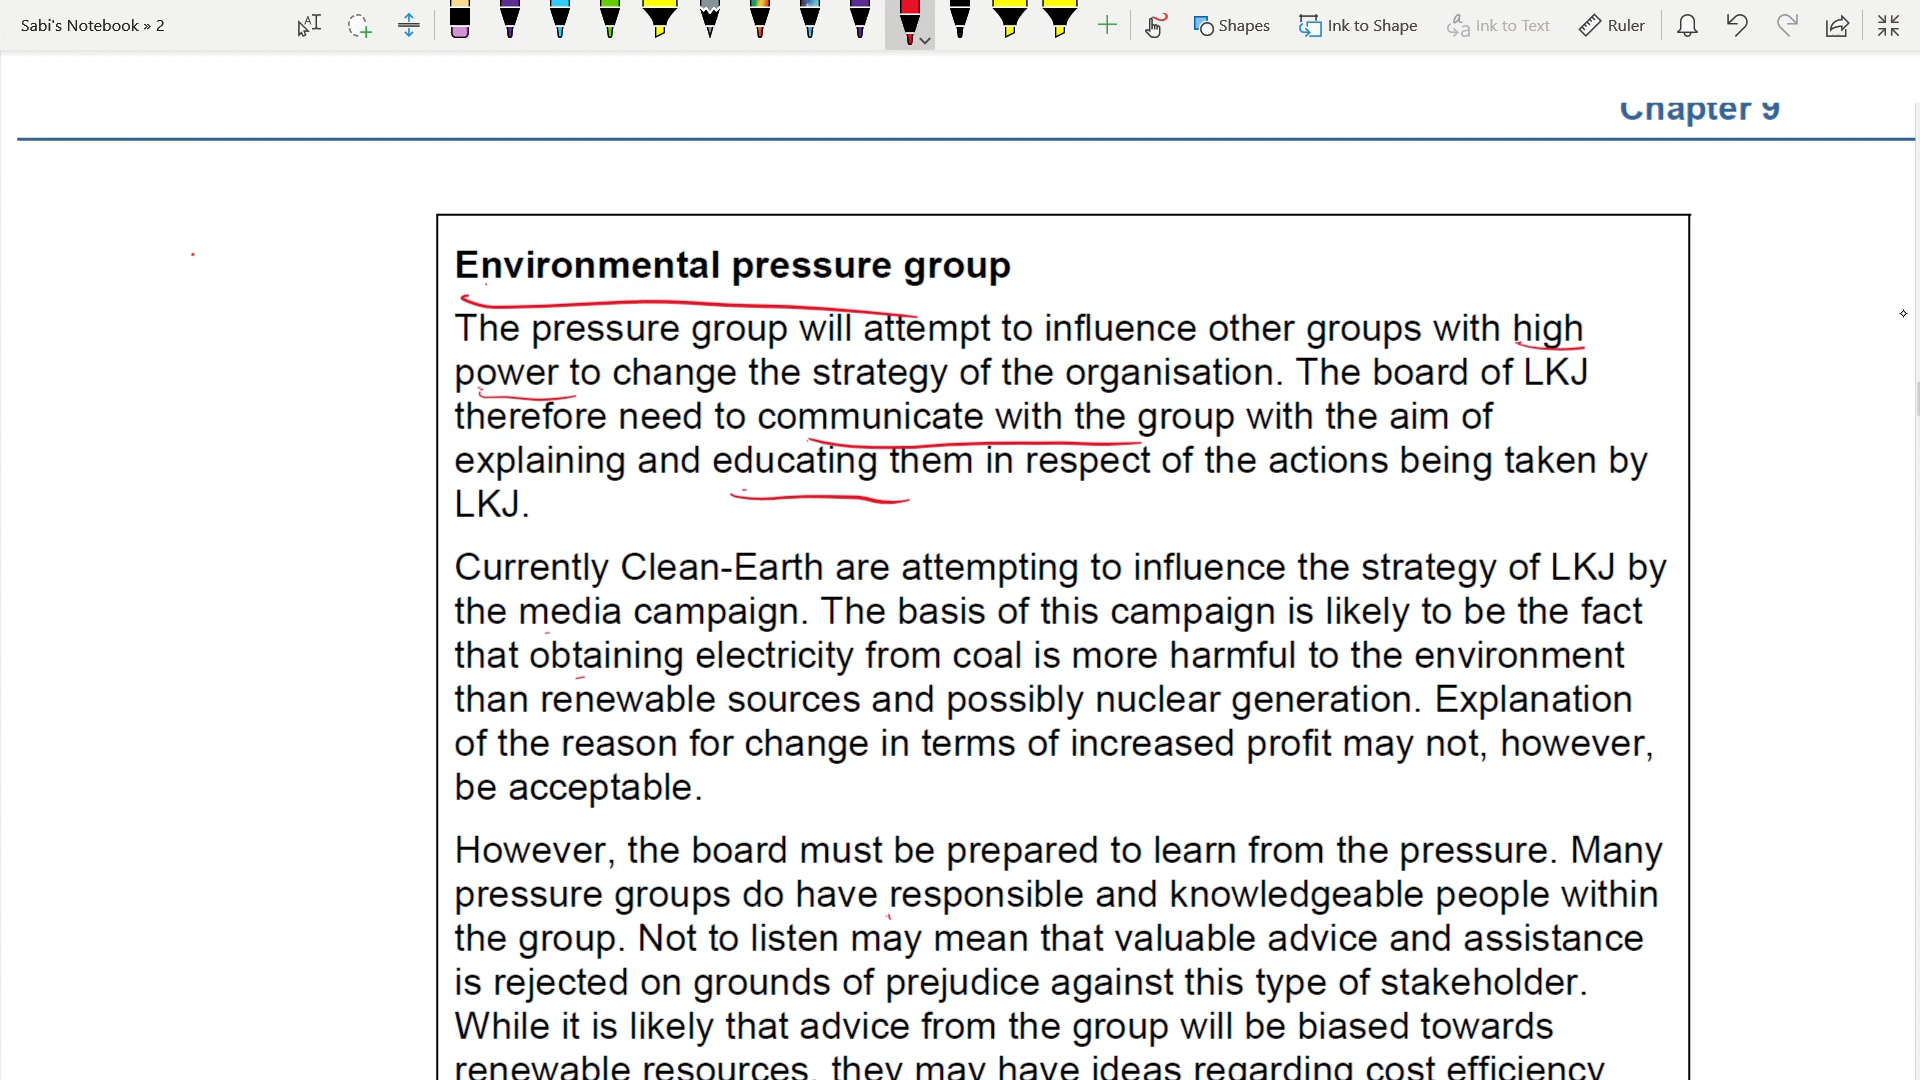 Sabi's Notebook » 2
Shapes
Ink to Shape
Ink to Text
Ruler
Chapter 9
Environmental pressure group
The pressure group will attempt to influence other groups with high
power to change the strategy of the organisation. The board of LKJ
therefore need to communicate with the group with the aim of
explaining and educating them in respect of the actions being taken by
LKJ.
Currently Clean-Earth are attempting to influence the strategy of LKJ by
the media campaign. The basis of this campaign is likely to be the fact
that obtaining electricity from coal is more harmful to the environment
than renewable sources and possibly nuclear generation. Explanation
of the reason for change in terms of increased profit may not, however,
be acceptable.
However, the board must be prepared to learn from the pressure. Many
pressure groups do have responsible and knowledgeable people within
the group. Not to listen may mean that valuable advice and assistance
is rejected on grounds of prejudice against this type of stakeholder.
While it is likely that advice from the group will be biased towards
renewable resources, they may have ideas regarding cost efficiency